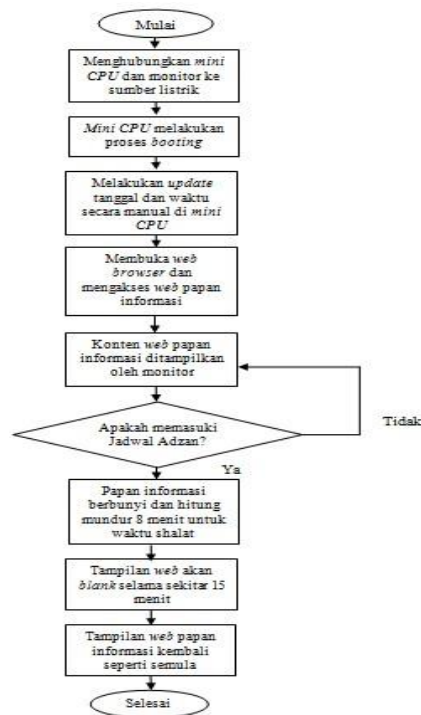 Mulai
Menghubungkan mini
CPU dan monitor ke
sumber listrik
Mini CPU melakukan
proses booting
Melakukan update
tanggal dan waktu
secara manual di mini
CPU
Membuka web
browser dan
mengakses web papan
informasi
Konten web papan
informasi ditampilkan
oleh monitor
Apakah memasuki
Jadwal Adzan?
Tidak
Ya
Papan informasi
berbunyi dan hitung
mundur 8 menit untuk
waktu shalat
Tampilan web akan
blank selama sekitar 15
menit
Tampilan web papan
informasi kembali
seperti semula
Selesai